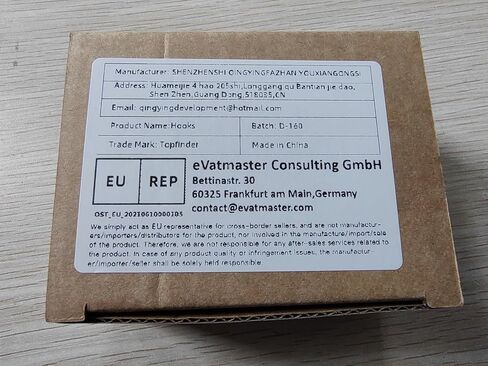 Manufacturer: SHENZHENSHI QINGYINGFAZHAN YOUXIANGONGSI
Address: Huameijie 4 hao 205shi,Longgang qu Bantian jie dao,
Shen Zhen,Guang Dong,518085,CN
Email: qingyingdevelopment@hotmail.com
Product Name:Hooks
Batch: D-160
Trade Mark: Topfinder
Made in China
EU REP
eVatmaster Consulting GmbH
Bettinastr. 30
60325 Frankfurt am Main,Germany
contact@evatmaster.com
OST_EU_202106100003DS
We simply act as EU representative for cross-border sellers, and are not manufactur-
ers/importers/distributors for the product, nor involved in the manufacture/import/sale
of the product. Therefore, we are not responsible for any after-sales services related to
the product. In case of any product quality or infringement issues, the manufactur-
er/importer/seller shall be solely held responsible.